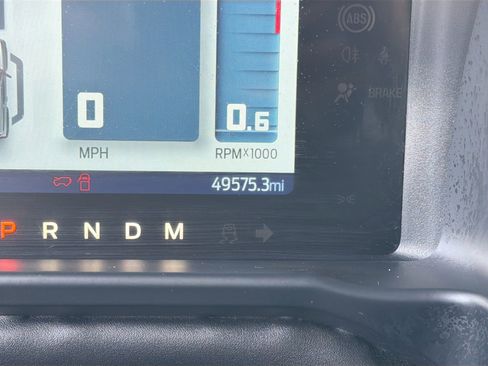 ABS
0
0.6
BRAKE
MPH
RPMx1000
49575.3mi
P R N D M